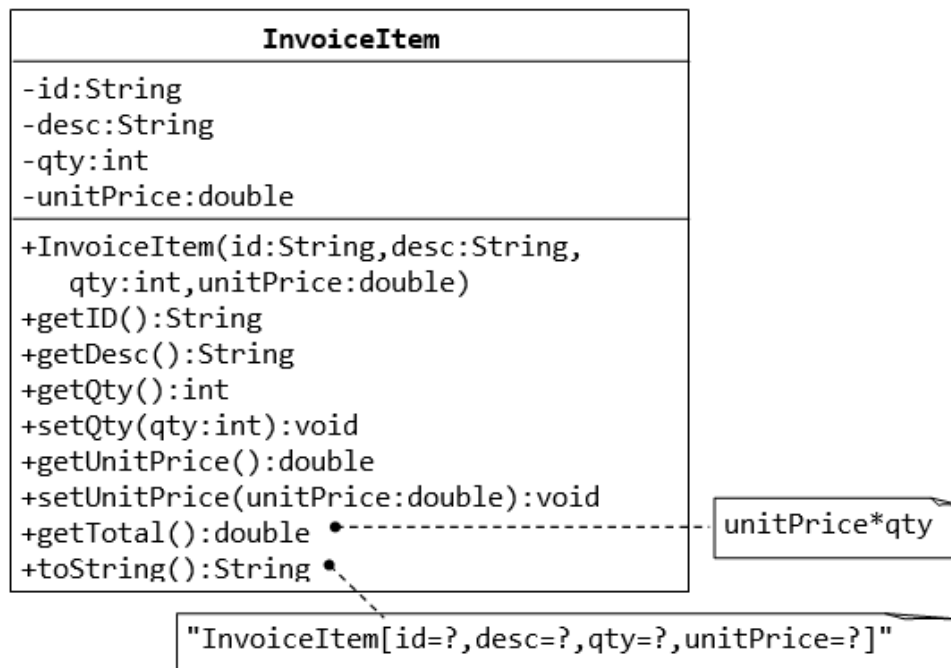 InvoiceItem
-id:String
-desc:String
-qty:int
-unitPrice:double
+InvoiceItem(id:String,desc:String,
qty:int,unitPrice:double)
+getID():String
+getDesc():String
+getQty():int
+setQty(qty:int):void
+getUnitPrice():double
+setUnitPrice(unitPrice:double):void
+getTotal():double
unitPrice*qty
+toString():String
"InvoiceItem[id=?,desc=?,qty=?,unitPrice=?]"